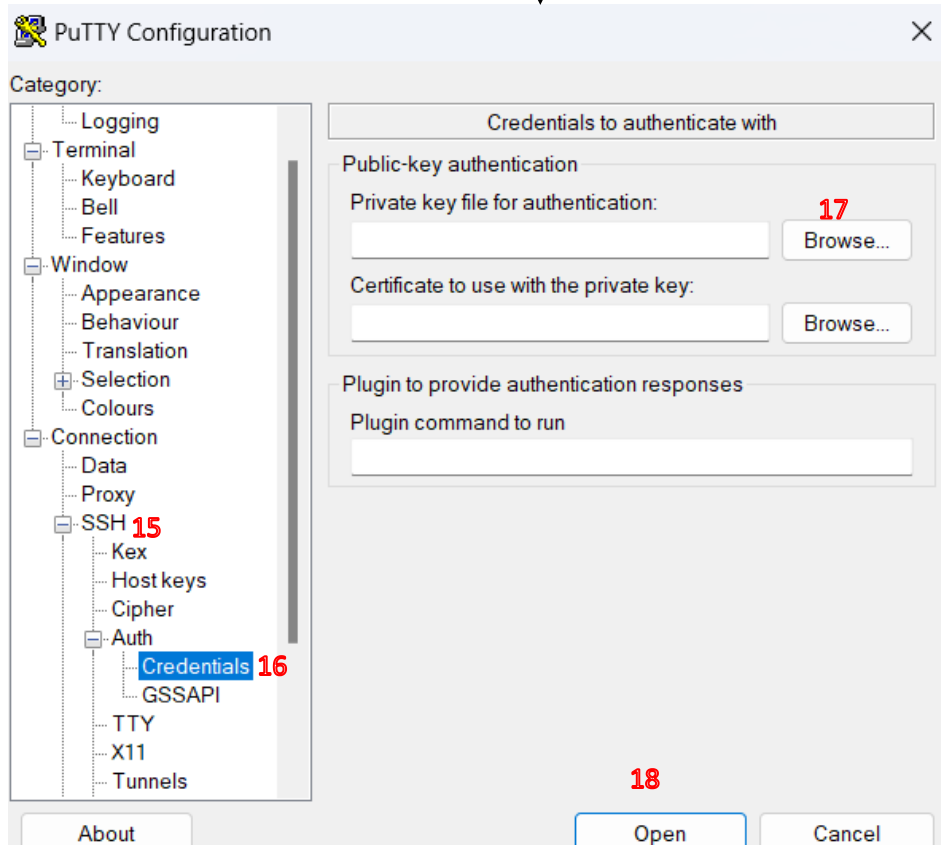 PuTTY Configuration
Category:
Logging
Terminal
Keyboard
Bell
Features
Window
Appearance
Behaviour
Translation
Selection
Colours
Connection
Data
Proxy
SSH 15
Kex
Host keys
Cipher
Auth
Credentials 16
GSSAPI
TTY
X11
Tunnels
Credentials to authenticate with
Public-key authentication
Private key file for authentication:
17
Browse...
Certificate to use with the private key:
Browse...
Plugin to provide authentication responses
Plugin command to run
18
About
Open
Cancel